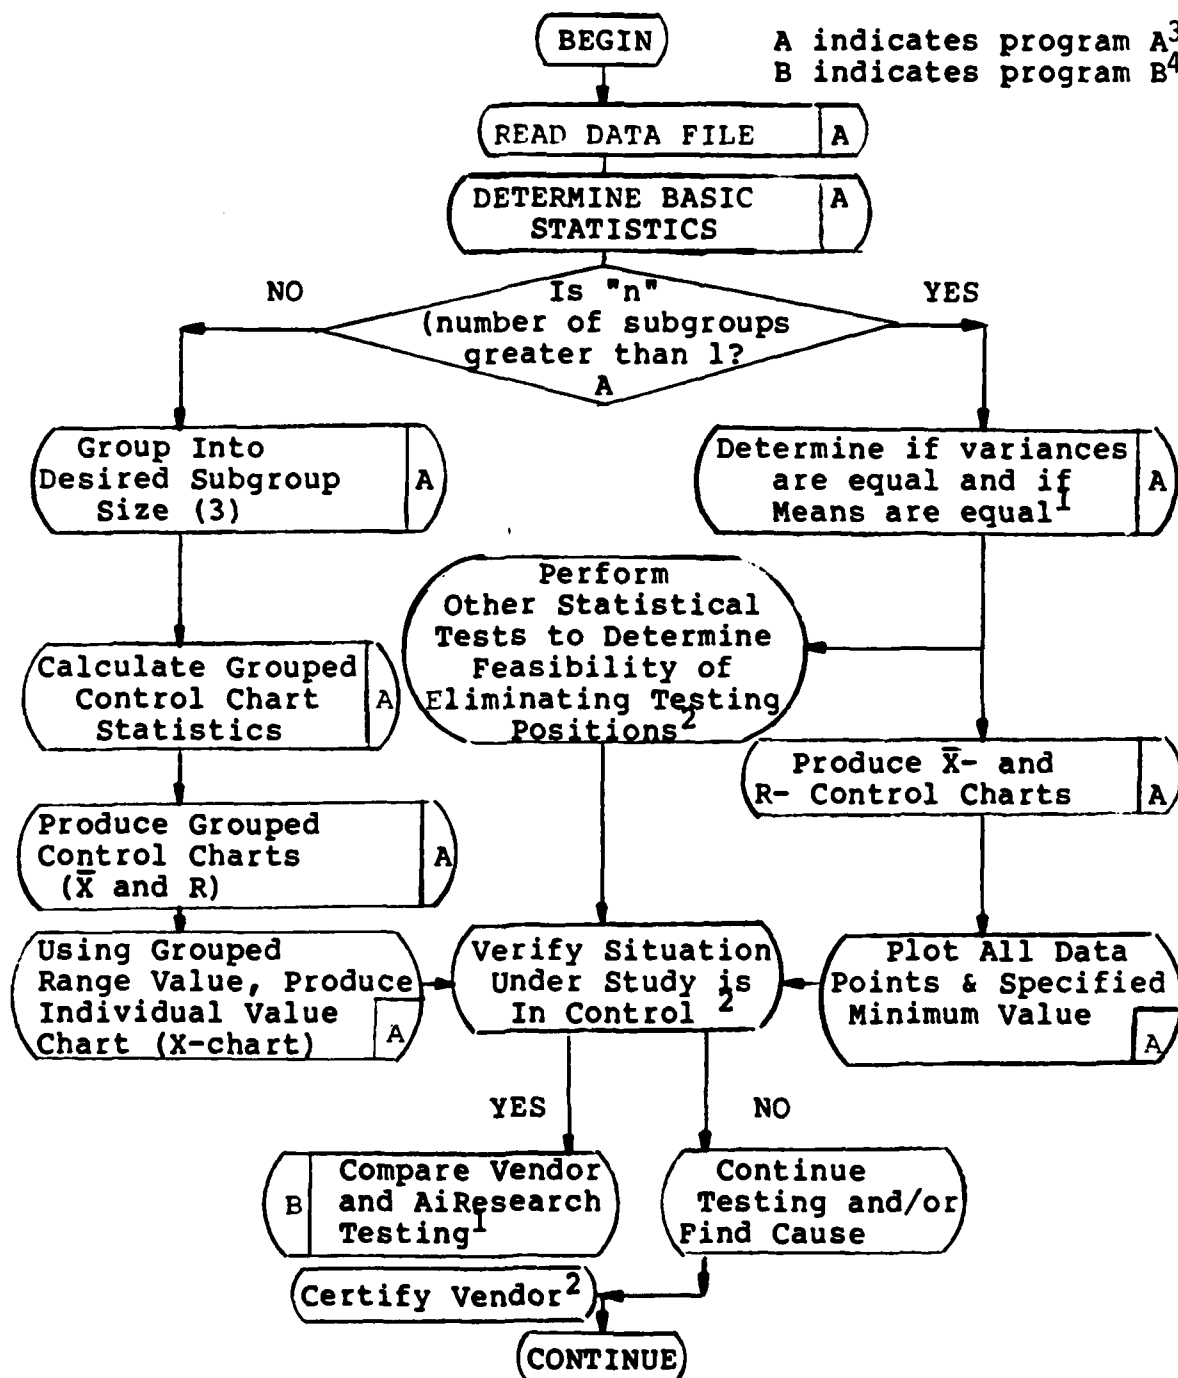 BEGIN
A indicates program A³
B indicates program B⁴
READ DATA FILE A
DETERMINE BASIC A
STATISTICS
NO
Is "n"
(number of subgroups
greater than 1?
A
YES
Group Into
Desired Subgroup A
Size (3)
Determine if variances
are equal and if A
Means are equal¹
Perform
Other Statistical
Tests to Determine
Feasibility of
Eliminating Testing
Positions²
Calculate Grouped
Control Chart A
Statistics
Produce X̄- and
R- Control Charts A
Produce Grouped
Control Charts A
(X̄ and R)
Using Grouped
Range Value, Produce
Individual Value
Chart (X-chart) A
Verify Situation
Under Study is
In Control ²
Plot All Data
Points & Specified
Minimum Value
A
YES
NO
Compare Vendor
B and AiResearch
Testing¹
Continue
Testing and/or
Find Cause
Certify Vendor²
CONTINUE